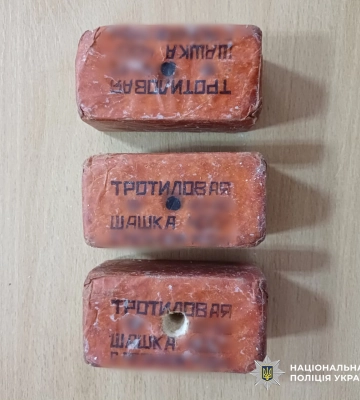 ТРОТИЛОВАЯ
ШАШКА
ТРОТИЛОВАЯ
ШАШКА
ТРОТИЛОВАЯ
ШАШКА
НАЦІОНАЛЬНА
ПОЛІЦІЯ УКРА